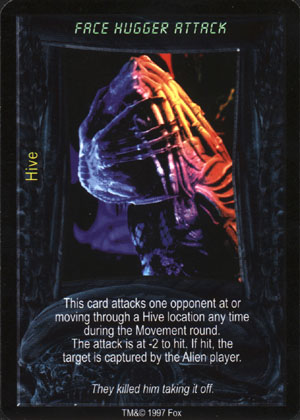 FACE HUGGER ATTACK
Hive
This card attacks one opponent at or
moving through a Hive location any time
during the Movement round.
The attack is at -2 to hit. If hit, the
target is captured by the Alien player.
They killed him taking it off.
TM&© 1997 Fox